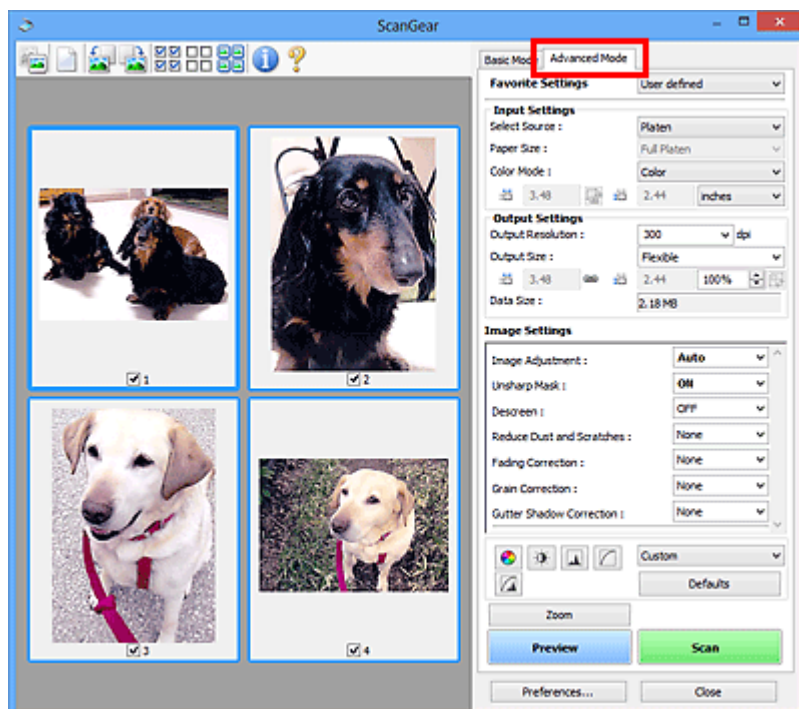 ScanGear
Basic Mode Advanced Mode
Favorite Settings User defined
Input Settings
Select Source : Platen
Paper Size : Full Platen
Color Mode : Color
3.48 2.44 inches
Output Settings
Output Resolution : 300 dpi
Output Size : Flexible
3.48 2.44 100%
Data Size : 2.18 MB
Image Settings
Image Adjustment : Auto
Unsharp Mask : ON
Descreen : OFF
Reduce Dust and Scratches : None
Fading Correction : None
Grain Correction : None
Gutter Shadow Correction : None
Custom
Defaults
Zoom
Preview Scan
Preferences... Close
1
2
3
4